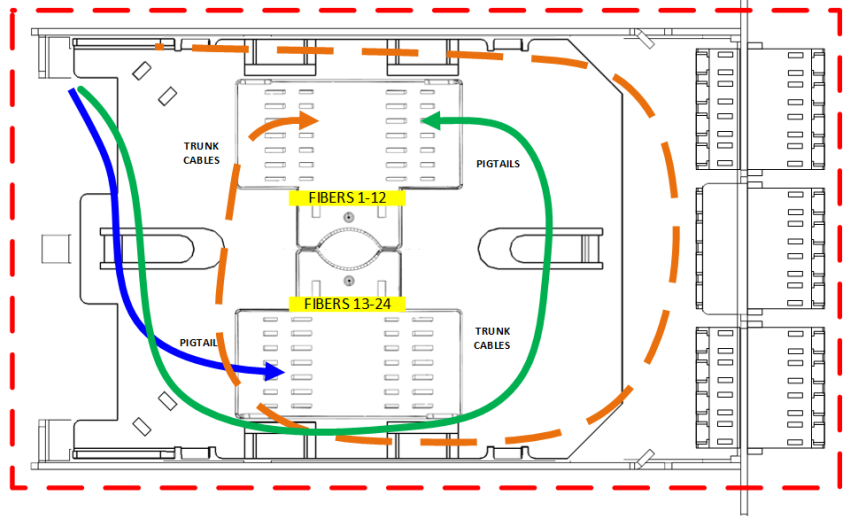 TRUNK
CABLES
PIGTAILS
FIBERS 1-12
FIBERS 13-24
PIGTAIL
TRUNK
CABLES